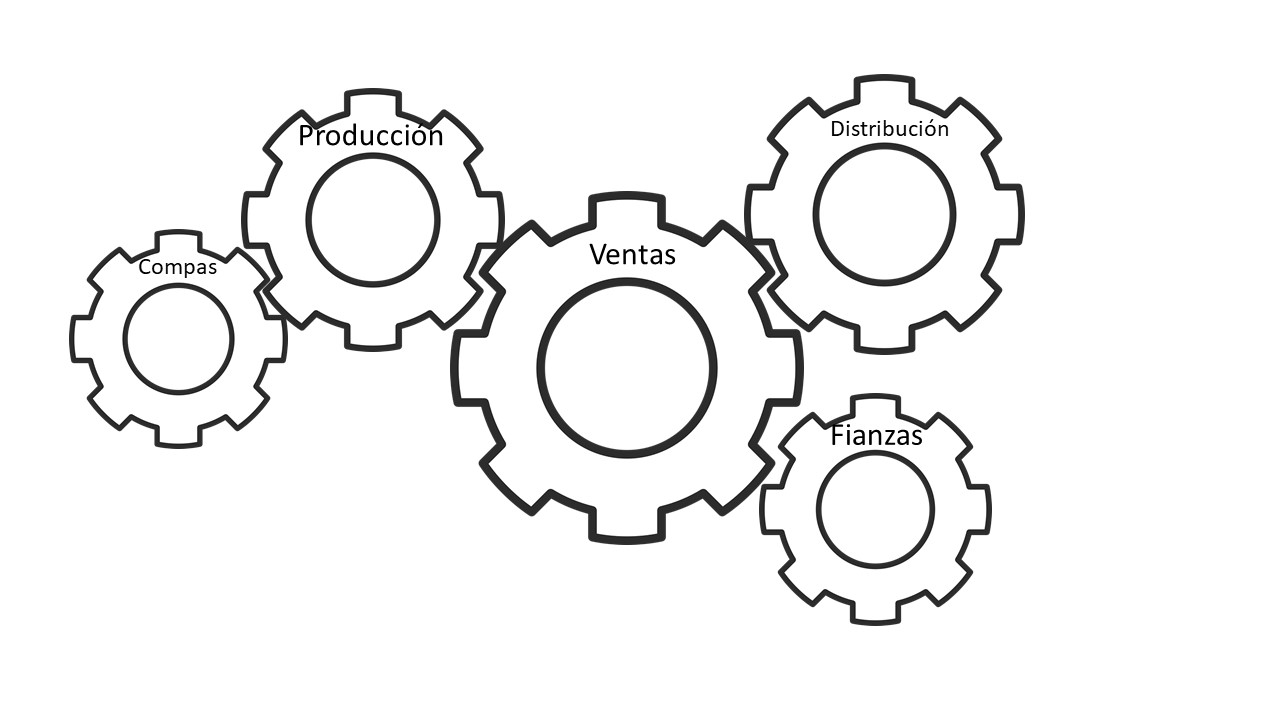 Producción
Distribución
Ventas
Compas
Fianzas